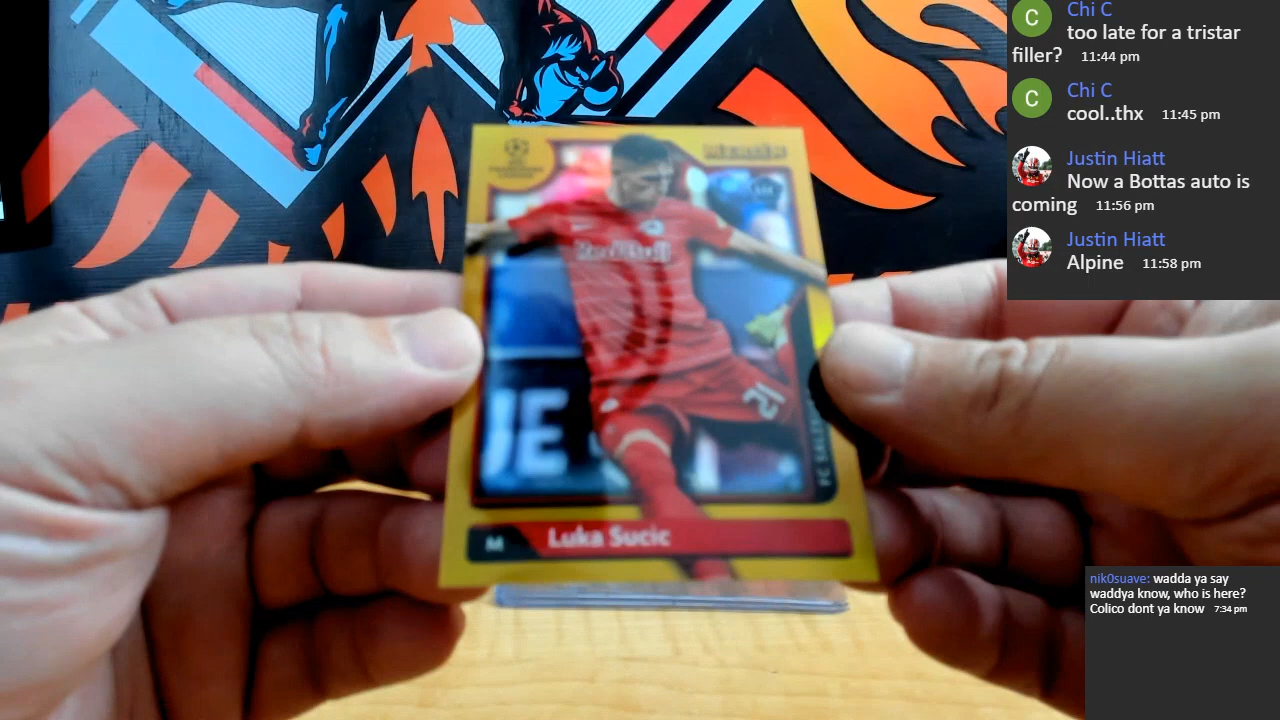 Chi C
too late for a tristar
filler? 11:44 pm
C
Chi C
cool..thx 11:45 pm
C
Justin Hiatt
Now a Bottas auto is
coming 11:56 pm
Justin Hiatt
Alpine 11:58 pm
MERLIN
Red Bull
21
UE
M Luka Sucic
nik0suave: wadda ya say
waddya know, who is here?
Colico dont ya know 7:34 pm